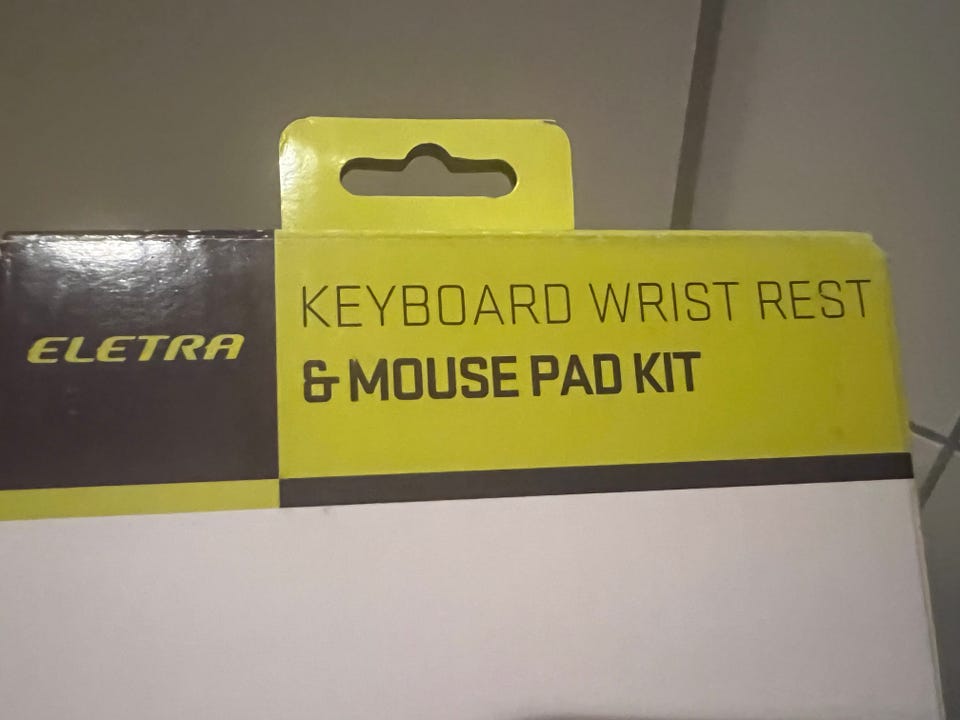 ELETRA
KEYBOARD WRIST REST
& MOUSE PAD KIT